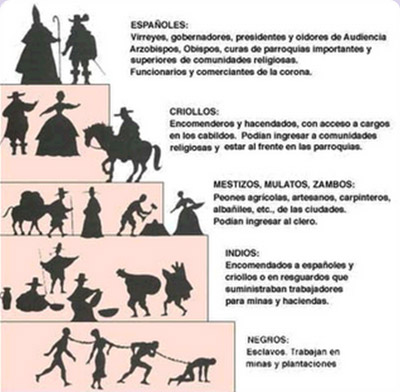 ESPAÑOLES:
Virreyes, gobernadores, presidentes y oidores de Audiencia
Arzobispos, Obispos, curas de parroquias importantes y
superiores de comunidades religiosas.
Funcionarios y comerciantes de la corona.
CRIOLLOS:
Encomenderos y hacendados, con acceso a cargos
en los cabildos. Podian ingresar a comunidades
religiosas y estar al frente en las parroquias.
MESTIZOS, MULATOS, ZAMBOS:
Peones agrícolas, artesanos, carpinteros,
albañiles, etc., de las ciudades.
Podían ingresar al clero.
INDIOS:
Encomendados a españoles y
criollos o en resguardos que
suministraban trabajadores
para minas y haciendas.
NEGROS:
Esclavos. Trabajan en
minas y plantaciones